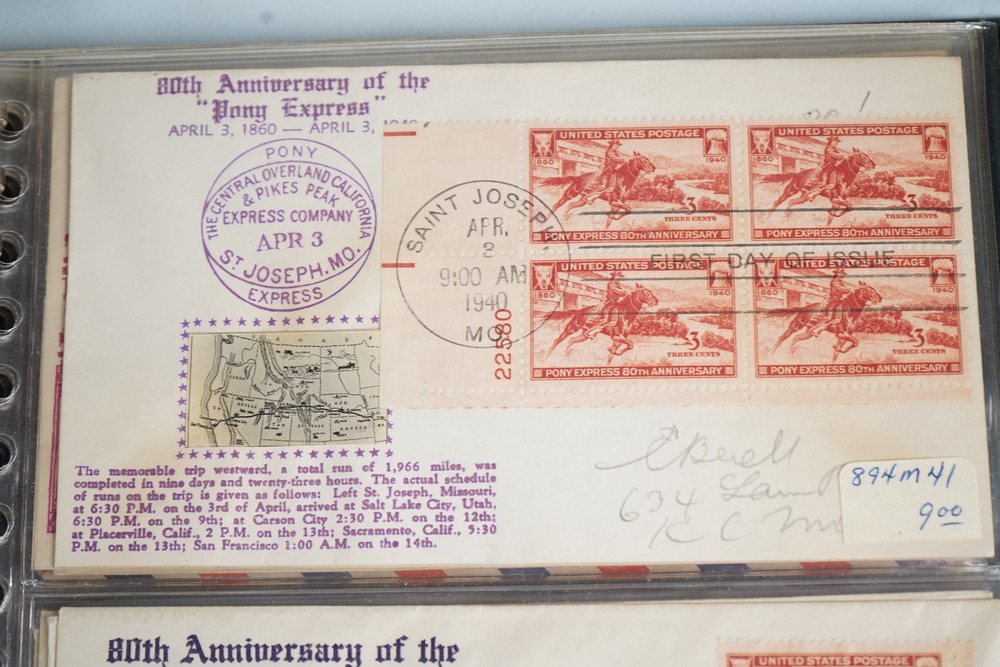 80th Anniversary of the
"Pony Express"
APRIL 3, 1860 — APRIL 3, 1940
PONY
THE CENTRAL OVERLAND CALIFORNIA
& PIKES PEAK
EXPRESS COMPANY
APR 3
ST JOSEPH, MO.
EXPRESS
SAINT JOSEPH
APR.
3
9:00 AM
1940
MO.
FIRST DAY OF ISSUE
22580
UNITED STATES POSTAGE
1860 1940
3
THREE CENTS
PONY EXPRESS 80TH ANNIVERSARY
UNITED STATES POSTAGE
1860 1940
3
THREE CENTS
PONY EXPRESS 80TH ANNIVERSARY
UNITED STATES POSTAGE
1860 1940
3
THREE CENTS
PONY EXPRESS 80TH ANNIVERSARY
UNITED STATES POSTAGE
1860 1940
3
THREE CENTS
PONY EXPRESS 80TH ANNIVERSARY
The memorable trip westward, a total run of 1,966 miles, was
completed in nine days and twenty-three hours. The actual schedule
of runs on the trip is given as follows: Left St. Joseph, Missouri,
at 6:30 P.M. on the 3rd of April, arrived at Salt Lake City, Utah,
6:30 P.M. on the 9th; at Carson City 2:30 P.M. on the 12th;
at Placerville, Calif., 2 P.M. on the 13th; Sacramento, Calif., 5:30
P.M. on the 13th; San Francisco 1:00 A.M. on the 14th.
634
K C Mo
894m41
9.00
80th Anniversary of the
UNITED STATES POSTAGE